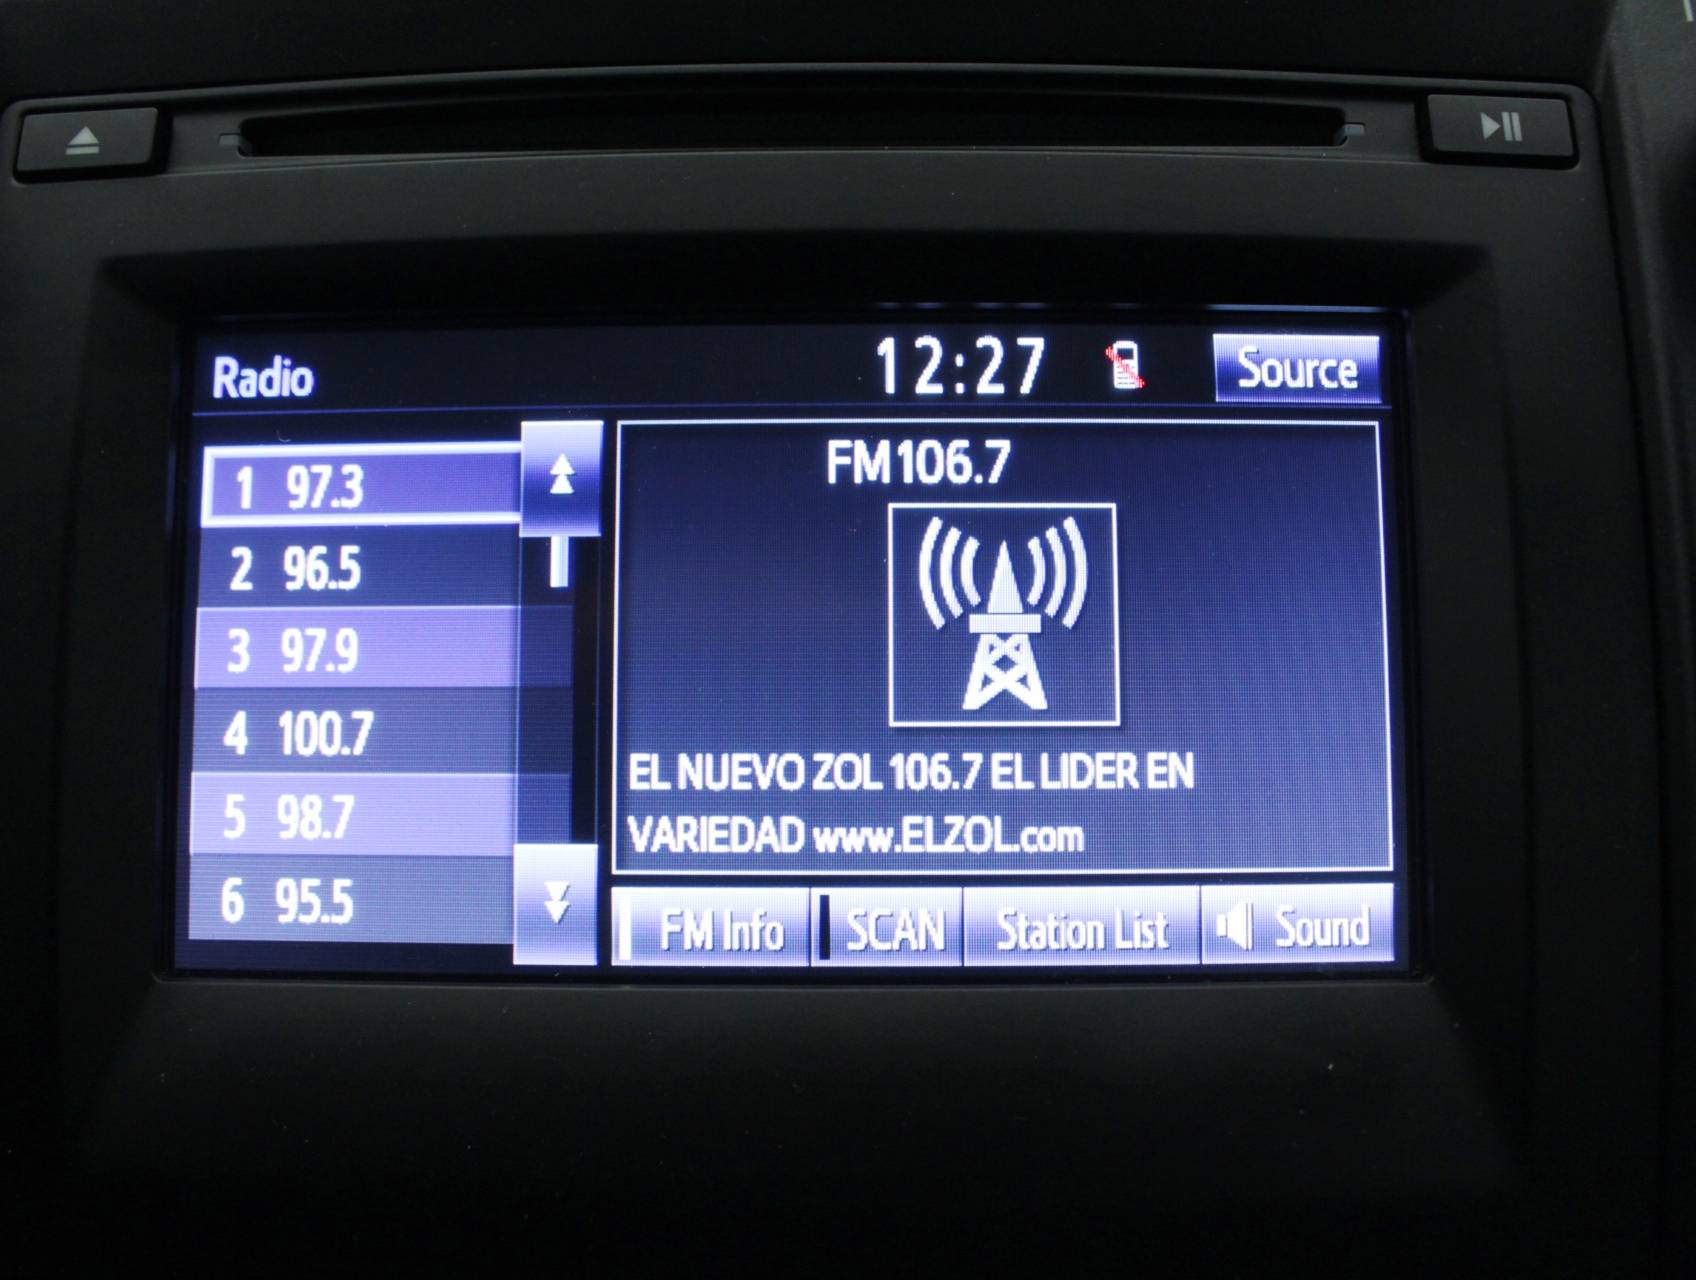 Radio
12:27
Source
1 97.3
2 96.5
3 97.9
4 100.7
5 98.7
6 95.5
FM 106.7
EL NUEVO ZOL 106.7 EL LIDER EN
VARIEDAD www.ELZOL.com
FM Info
SCAN
Station List
Sound